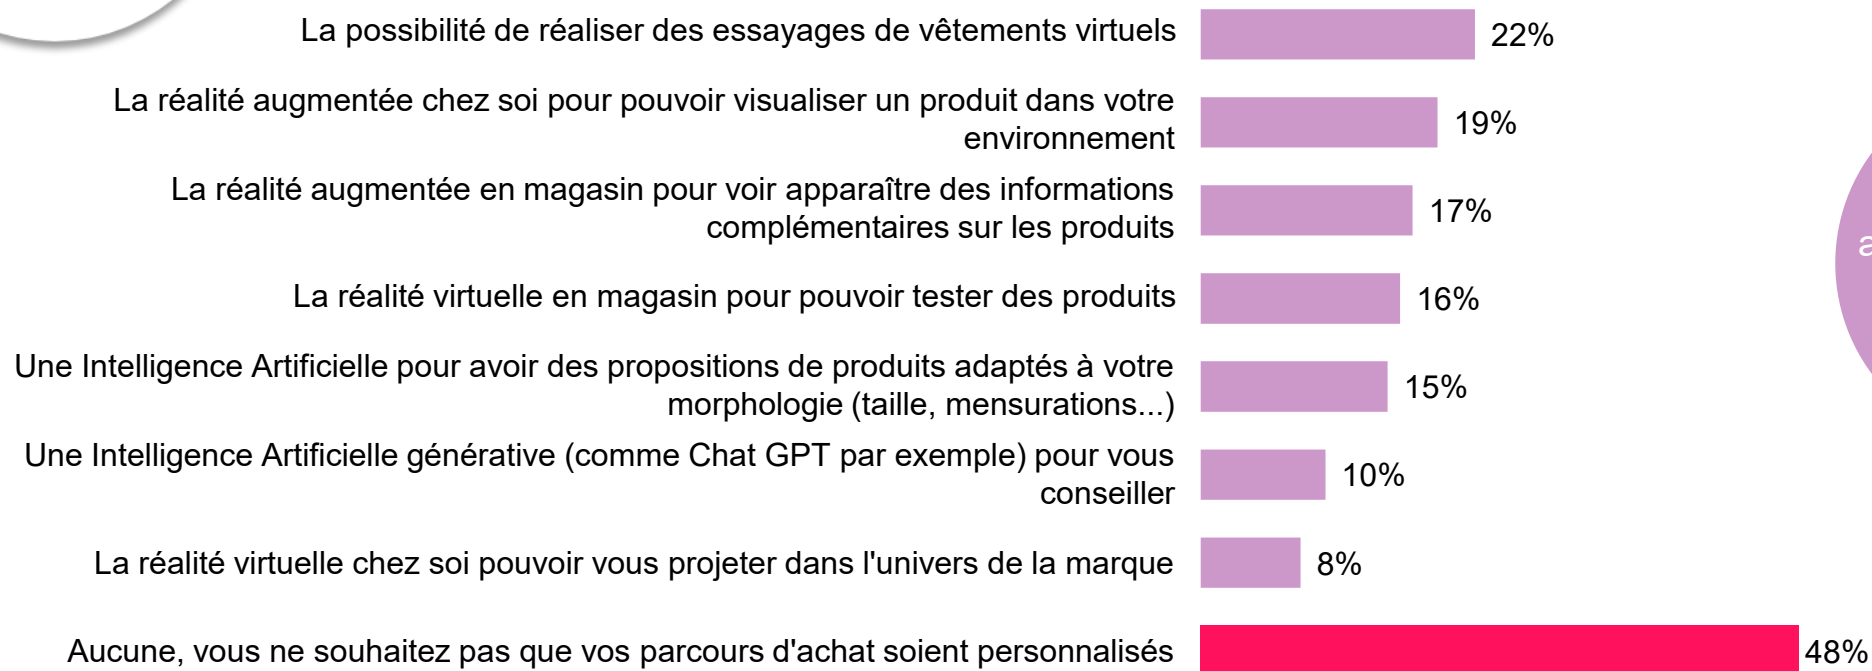 La possibilité de réaliser des essayages de vêtements virtuels 22%
La réalité augmentée chez soi pour pouvoir visualiser un produit dans votre
environnement 19%
La réalité augmentée en magasin pour voir apparaître des informations
complémentaires sur les produits 17%
La réalité virtuelle en magasin pour pouvoir tester des produits 16%
Une Intelligence Artificielle pour avoir des propositions de produits adaptés à votre
morphologie (taille, mensurations...) 15%
Une Intelligence Artificielle générative (comme Chat GPT par exemple) pour vous
conseiller 10%
La réalité virtuelle chez soi pouvoir vous projeter dans l'univers de la marque 8%
Aucune, vous ne souhaitez pas que vos parcours d'achat soient personnalisés 48%